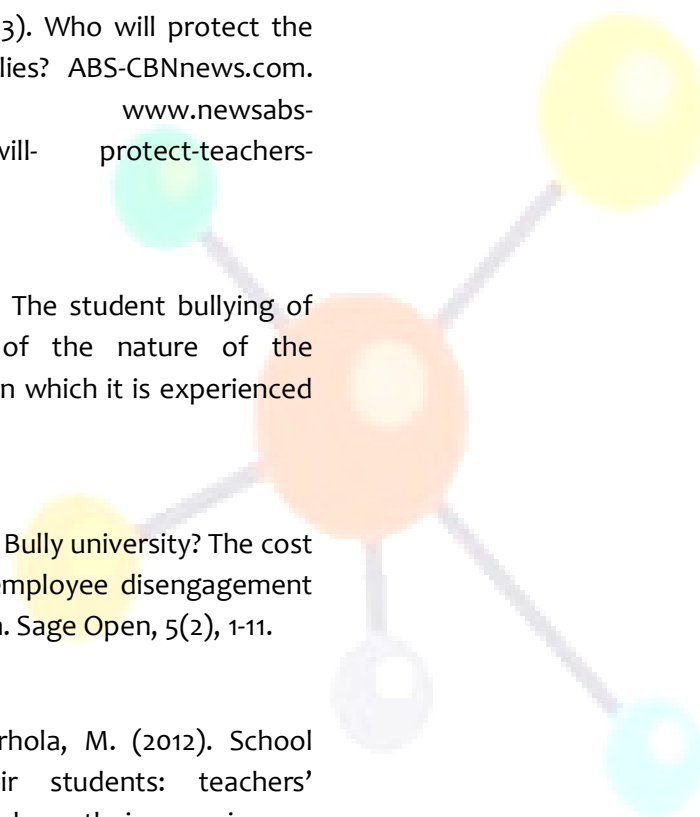 3). Who will protect the
lies? ABS-CBNnews.com.
www.newsabs-
will- protect-teachers-
The student bullying of
of the nature of the
n which it is experienced
Bully university? The cost
employee disengagement
n. Sage Open, 5(2), 1-11.
rhola, M. (2012). School
ir students: teachers’